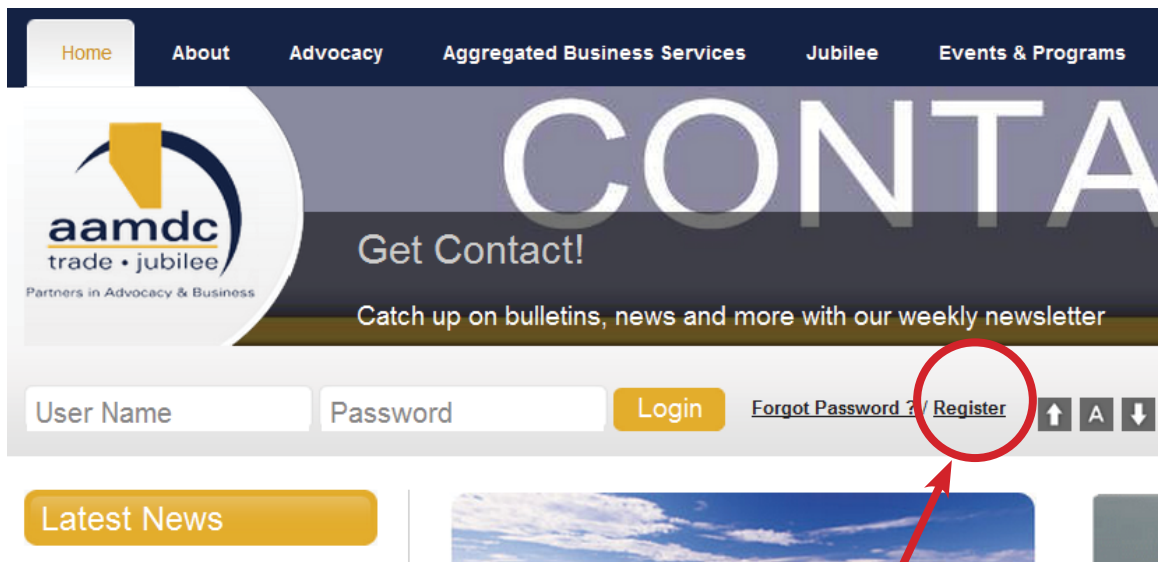 Home About Advocacy Aggregated Business Services Jubilee Events & Programs
CONTA
aamdc
trade • jubilee
Partners in Advocacy & Business
Get Contact!
Catch up on bulletins, news and more with our weekly newsletter
User Name Password Login Forgot Password ? / Register A
Latest News